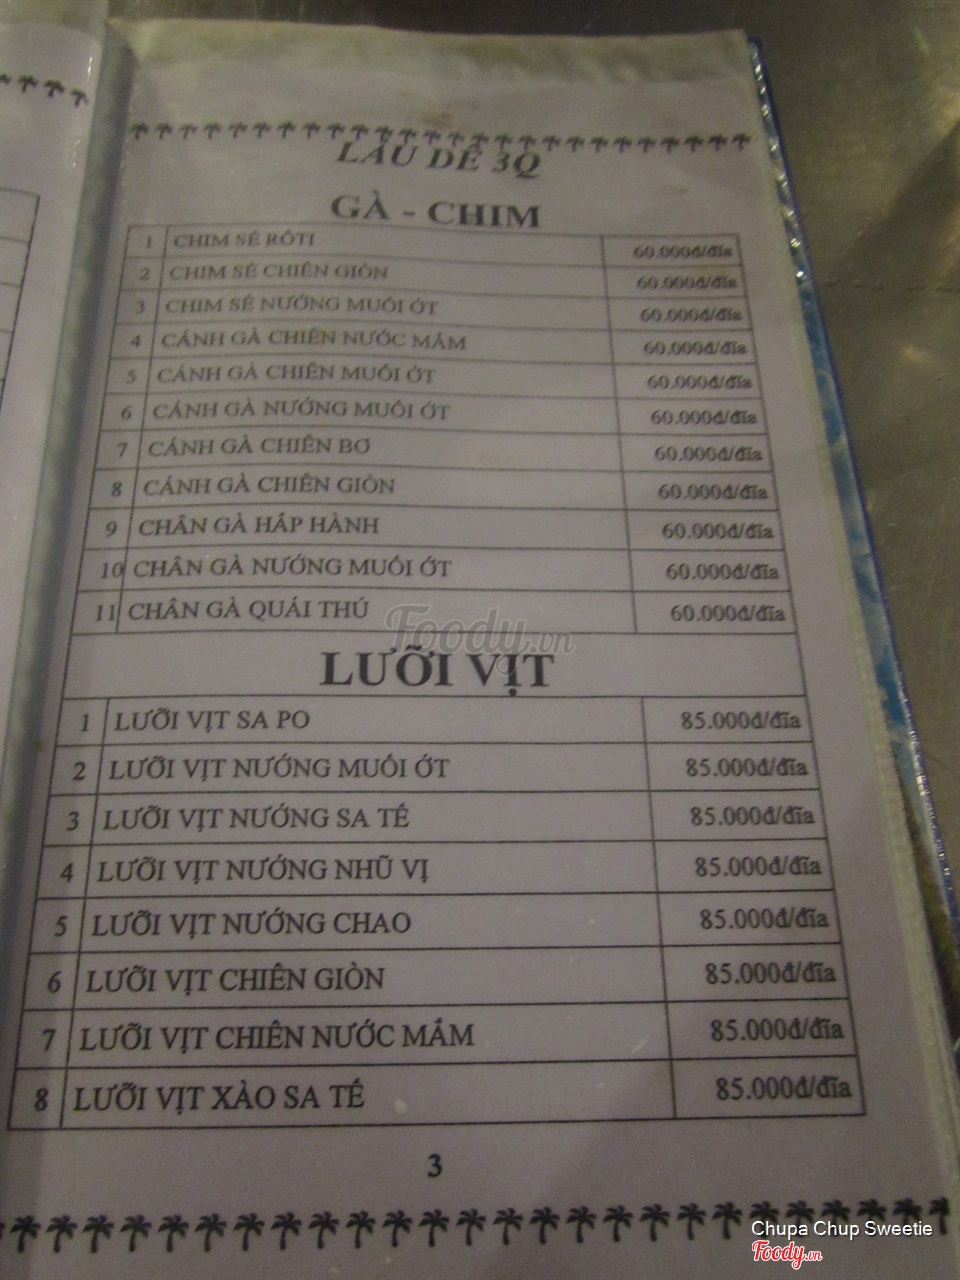 LẨU DÊ 3Q
GÀ - CHIM
1 CHIM SẺ RÔTI 60.000đ/đĩa
2 CHIM SẺ CHIÊN GIÒN 60.000đ/đĩa
3 CHIM SẺ NƯỚNG MUỐI ỚT 60.000đ/đĩa
4 CÁNH GÀ CHIÊN NƯỚC MẮM 60.000đ/đĩa
5 CÁNH GÀ CHIÊN MUỐI ỚT 60.000đ/đĩa
6 CÁNH GÀ NƯỚNG MUỐI ỚT 60.000đ/đĩa
7 CÁNH GÀ CHIÊN BƠ 60.000đ/đĩa
8 CÁNH GÀ CHIÊN GIÒN 60.000đ/đĩa
9 CHÂN GÀ HẤP HÀNH 60.000đ/đĩa
10 CHÂN GÀ NƯỚNG MUỐI ỚT 60.000đ/đĩa
11 CHÂN GÀ QUÁI THÚ 60.000đ/đĩa
Foody.vn
LƯỠI VỊT
1 LƯỠI VỊT SA PO 85.000đ/đĩa
2 LƯỠI VỊT NƯỚNG MUỐI ỚT 85.000đ/đĩa
3 LƯỠI VỊT NƯỚNG SA TẾ 85.000đ/đĩa
4 LƯỠI VỊT NƯỚNG NHŨ VỊ 85.000đ/đĩa
5 LƯỠI VỊT NƯỚNG CHAO 85.000đ/đĩa
6 LƯỠI VỊT CHIÊN GIÒN 85.000đ/đĩa
7 LƯỠI VỊT CHIÊN NƯỚC MẮM 85.000đ/đĩa
8 LƯỠI VỊT XÀO SA TẾ 85.000đ/đĩa
3
Chupa Chup Sweetie
Foody.vn